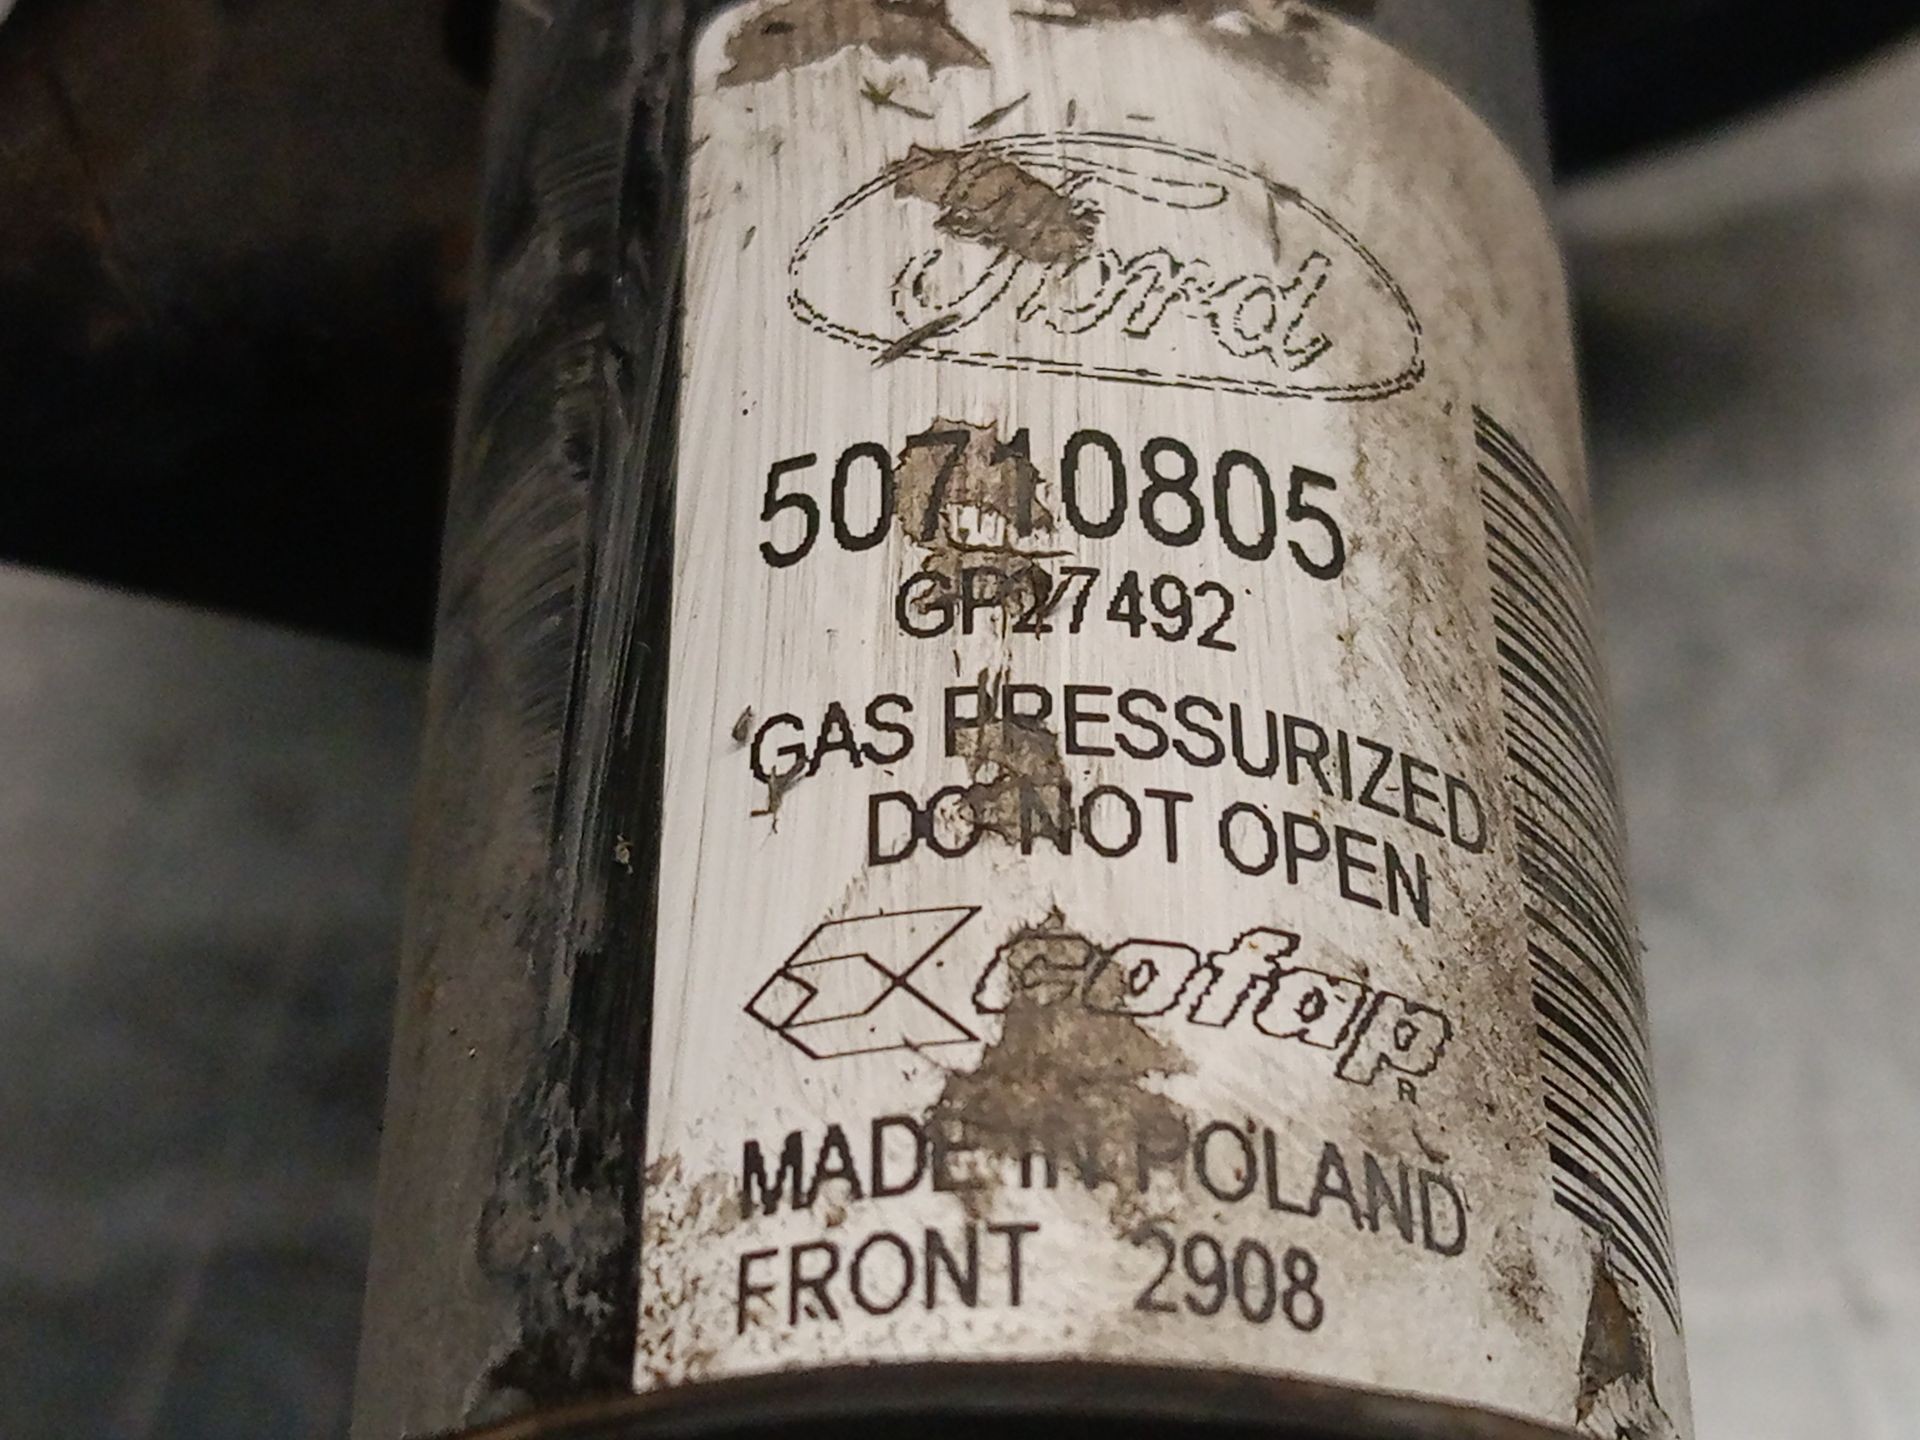 Ford
50710805
GP27492
GAS PRESSURIZED
DO NOT OPEN
cofap
R
MADE IN POLAND
FRONT 2908